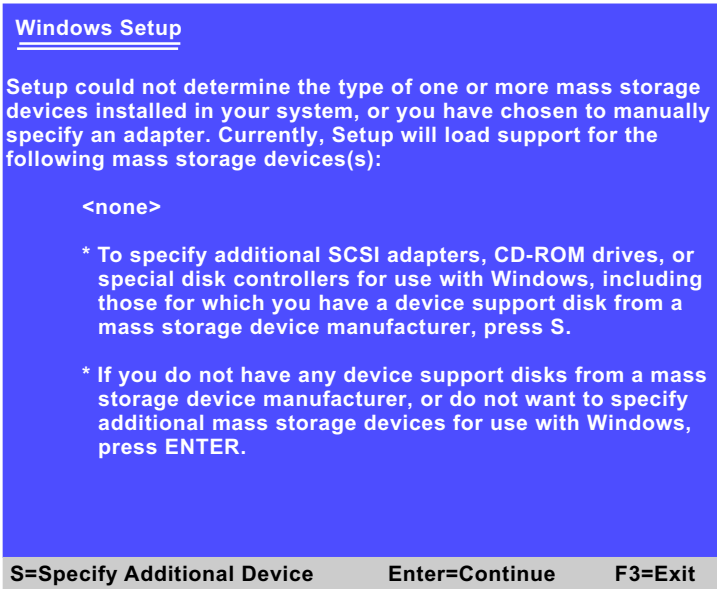 Windows Setup
Setup could not determine the type of one or more mass storage
devices installed in your system, or you have chosen to manually
specify an adapter. Currently, Setup will load support for the
following mass storage devices(s):
<none>
* To specify additional SCSI adapters, CD-ROM drives, or
special disk controllers for use with Windows, including
those for which you have a device support disk from a
mass storage device manufacturer, press S.
* If you do not have any device support disks from a mass
storage device manufacturer, or do not want to specify
additional mass storage devices for use with Windows,
press ENTER.
S=Specify Additional Device Enter=Continue F3=Exit